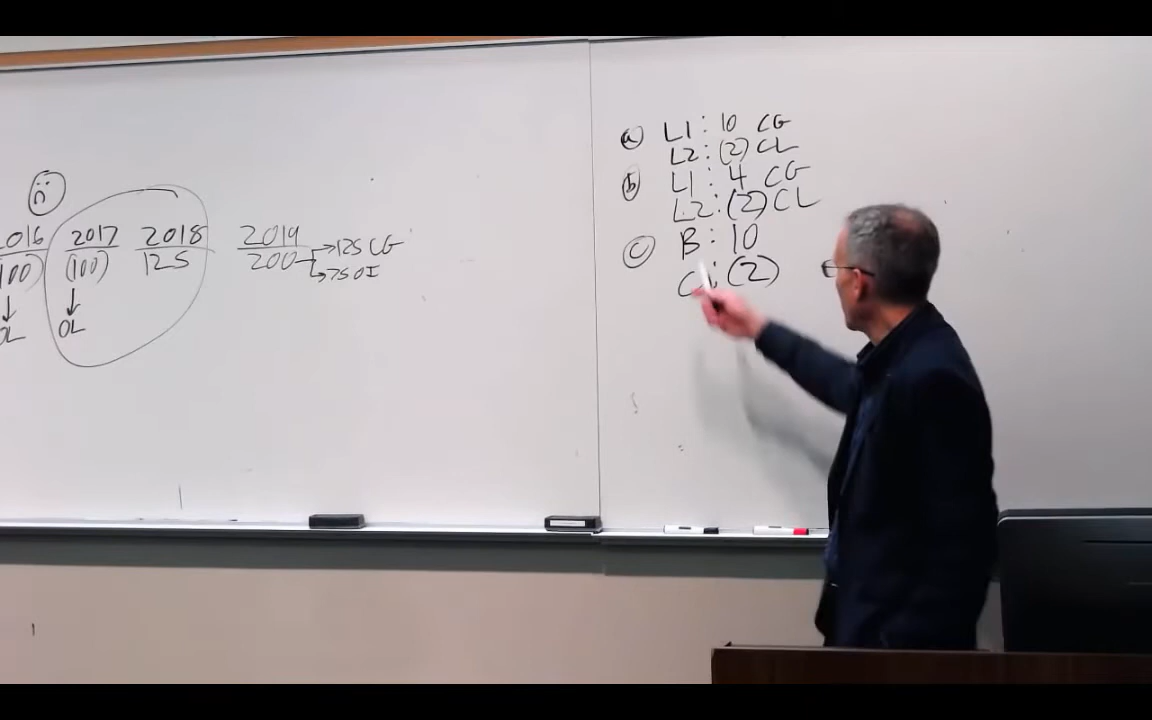 2016 2017 2018 2019
(100) (100) 125 200 → 125 CG
↓ ↓ ↳ 75 OI
OL OL
(a) L1: 10 CG
L2: (2) CL
(b) L1: 4 CG
L2: (2) CL
(c) B: 10
C: (2)